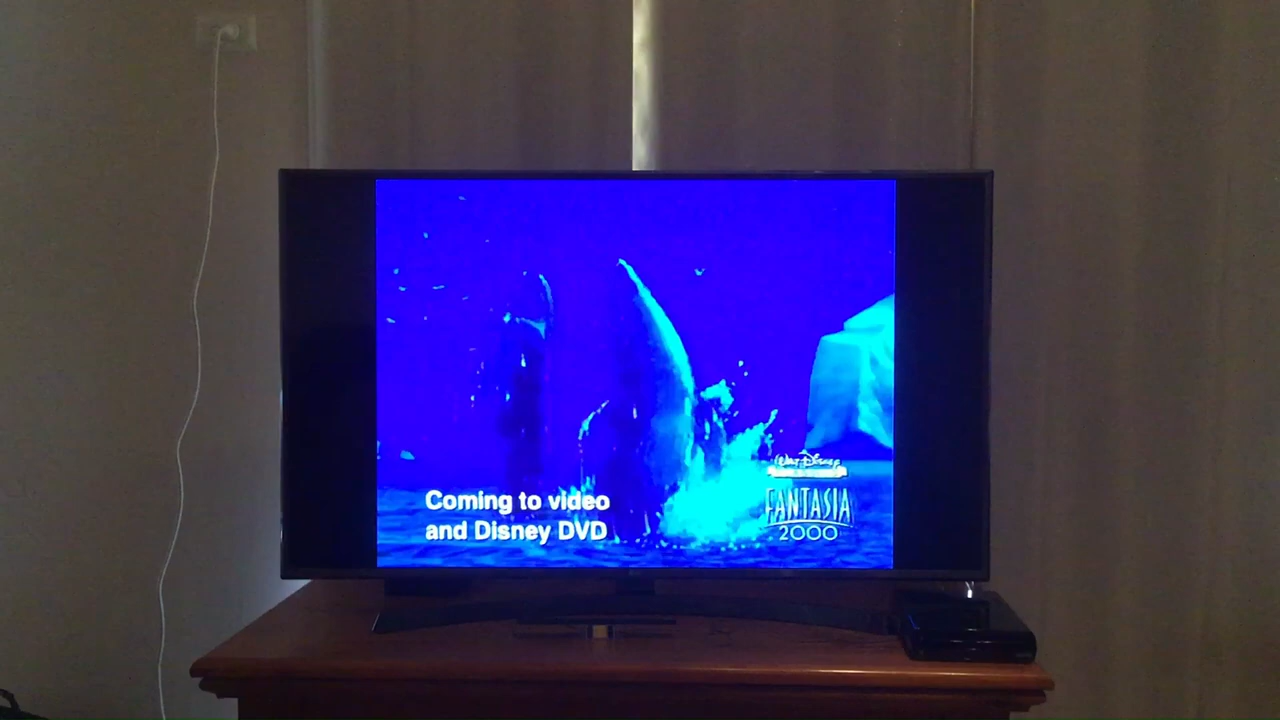 Coming to video
and Disney DVD
WALT DISNEY
FANTASIA
2000